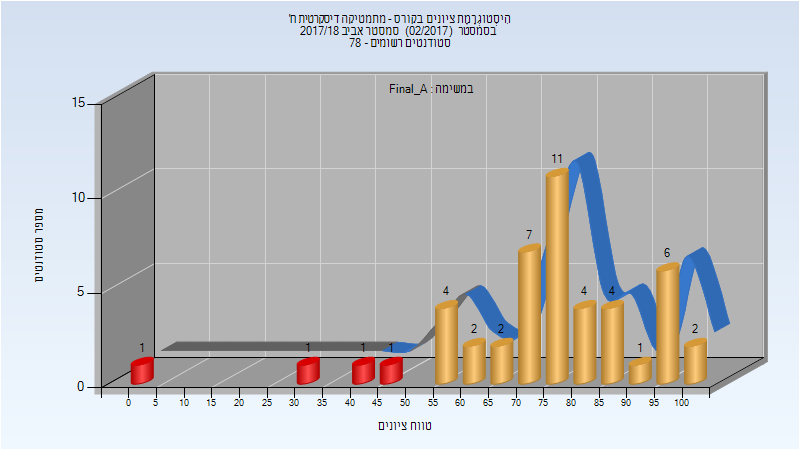 היסטוגרמת ציונים בקורס - מתמטיקה דיסקרטית ח'
בסמסטר (02/2017) סמסטר אביב 2017/18
סטודנטים רשומים - 78
במשימה : Final_A
מספר סטודנטים
15
10
5
0
1
1
1
1
4
2
2
7
11
4
4
1
6
2
0 5 10 15 20 25 30 35 40 45 50 55 60 65 70 75 80 85 90 95 100
טווח ציונים